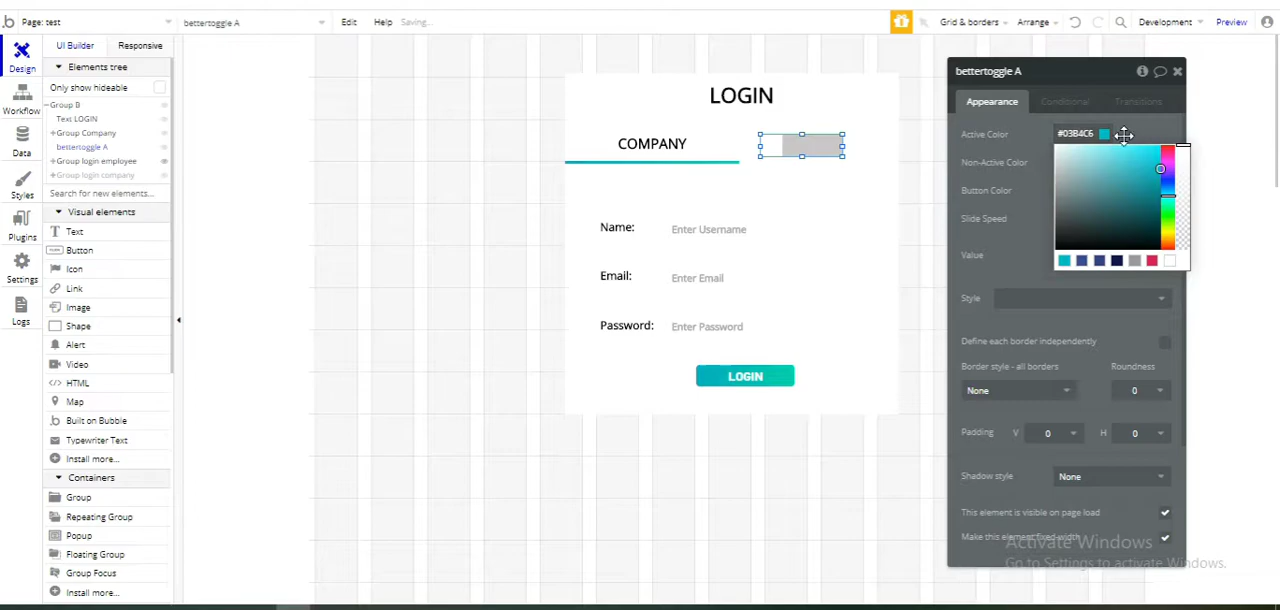 Page: test
bettertoggle A
Edit
Help
Saving...
Grid & borders
Arrange
Development
Preview
UI Builder
Responsive
Design
Workflow
Data
Styles
Plugins
Settings
Logs
Elements tree
Only show hideable
Group B
Text LOGIN
Group Company
bettertoggle A
Group login employee
Group login company
Search for new elements...
Visual elements
Text
Button
Icon
Link
Image
Shape
Alert
Video
HTML
Map
Built on Bubble
Typewriter Text
Install more...
Containers
Group
Repeating Group
Popup
Floating Group
Group Focus
Install more...
LOGIN
COMPANY
Name:
Enter Username
Email:
Enter Email
Password:
Enter Password
LOGIN
bettertoggle A
Appearance
Conditional
Transitions
Active Color
#03B4C6
Non-Active Color
Button Color
Slide Speed
Value
Style
Define each border independently
Border style - all borders
Roundness
None
0
Padding
V
0
H
0
Shadow style
None
This element is visible on page load
Make this element fixed-width
Activate Windows
Go to Settings to activate Windows.